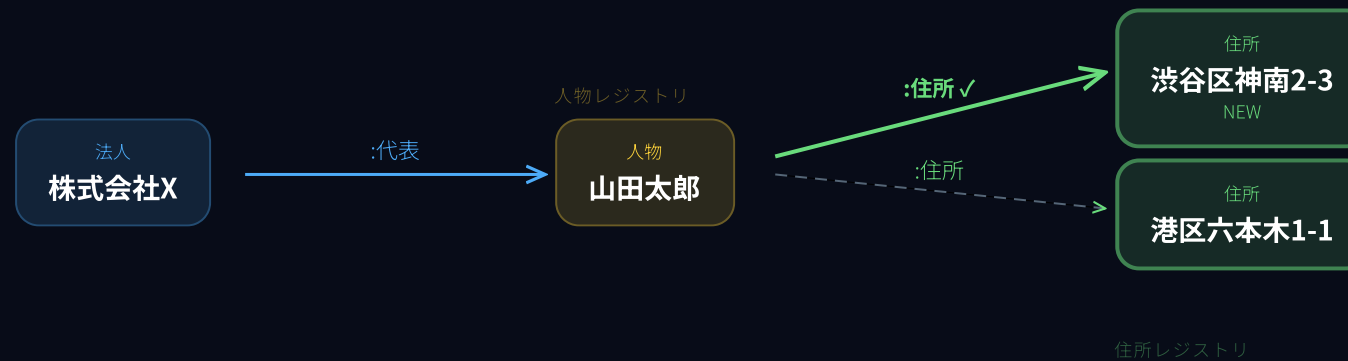 法人
株式会社X
:代表
人物レジストリ
人物
山田太郎
:住所 ✓
:住所
住所
渋谷区神南2-3
NEW
住所
港区六本木1-1
住所レジストリ